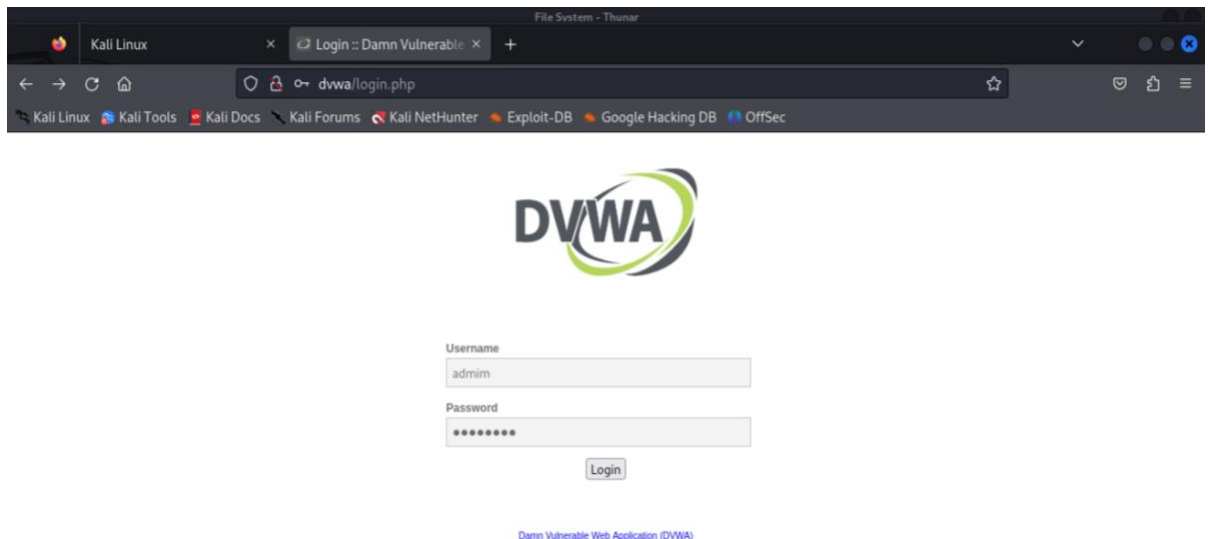 File System - Thunar
Kali Linux
Login :: Damn Vulnerable
dvwa/login.php
Kali Linux Kali Tools Kali Docs Kali Forums Kali NetHunter Exploit-DB Google Hacking DB OffSec
DVWA
Username
admim
Password
••••••••
Login
Damn Vulnerable Web Application (DVWA)